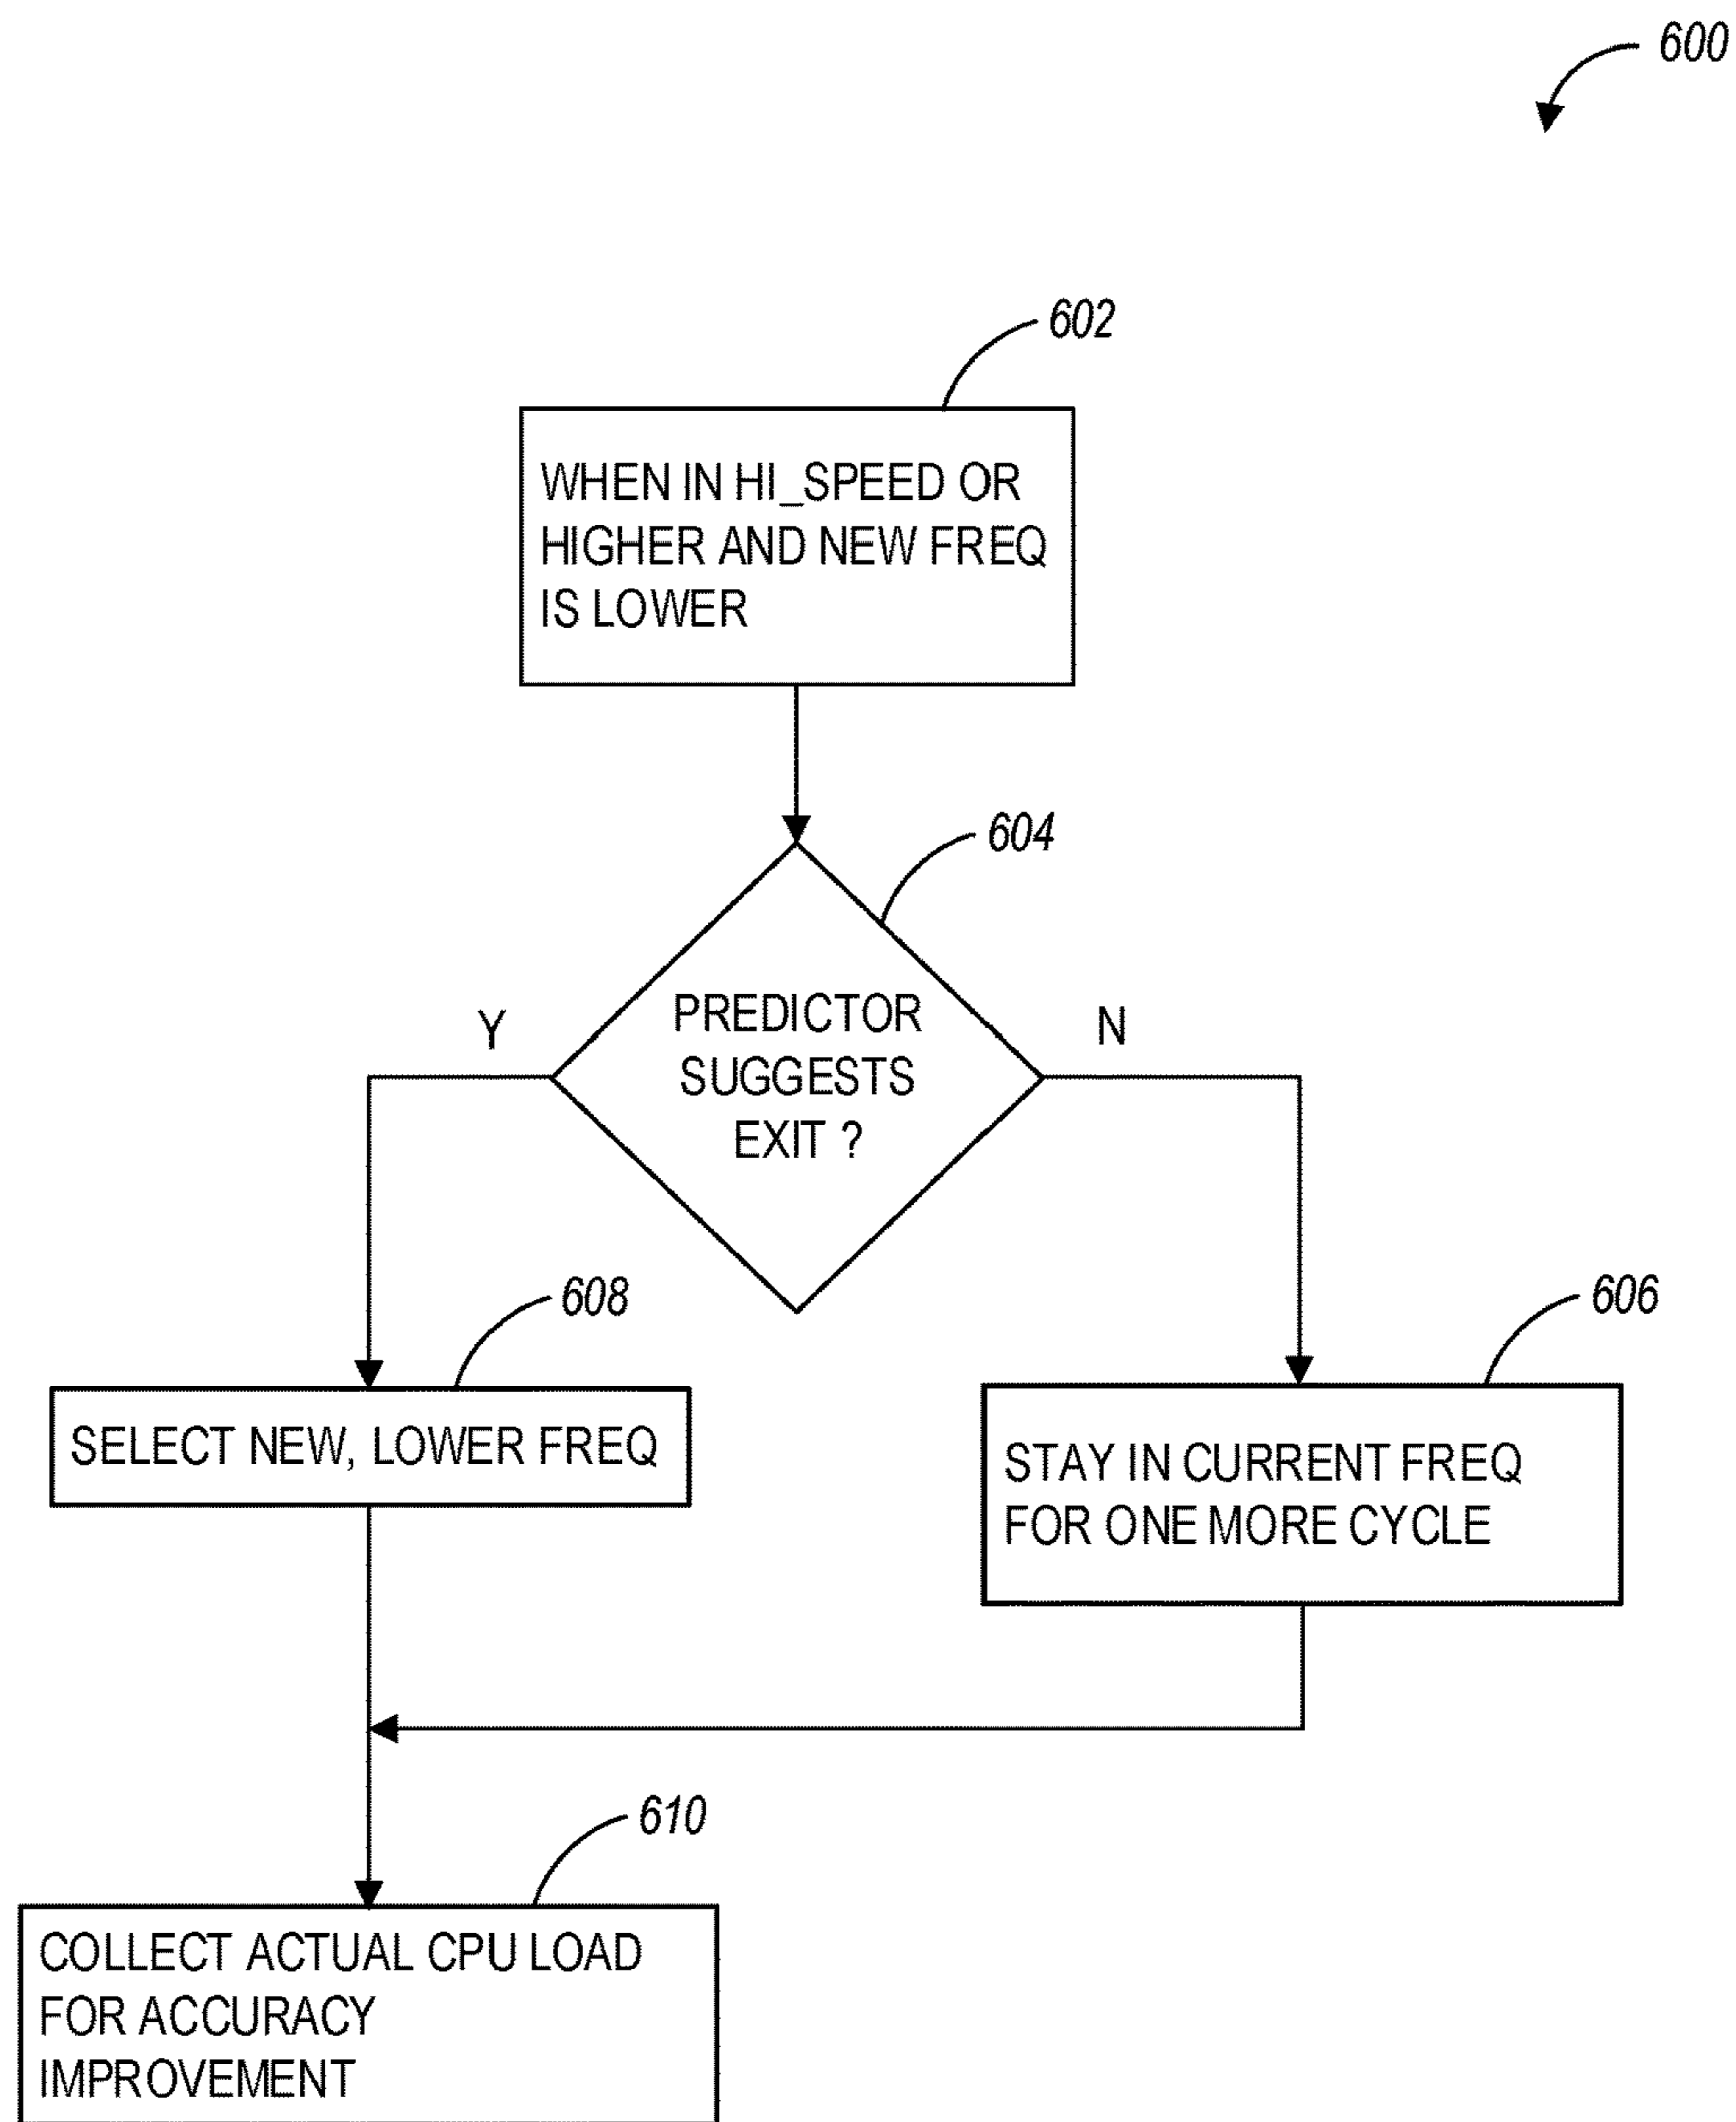 600
602
WHEN IN HI_SPEED OR
HIGHER AND NEW FREQ
IS LOWER
604
PREDICTOR
SUGGESTS
EXIT ?
Y
N
608
606
SELECT NEW, LOWER FREQ
STAY IN CURRENT FREQ
FOR ONE MORE CYCLE
610
COLLECT ACTUAL CPU LOAD
FOR ACCURACY
IMPROVEMENT